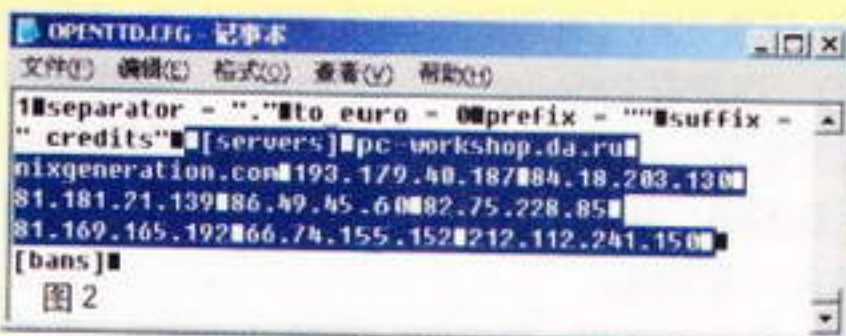 OPENTTD.CFG - 记事本
文件(F) 编辑(E) 格式(O) 查看(V) 帮助(H)
1■separator = "."■to euro = 0■prefix = ""■suffix =
" credits"■■[servers]■pc-workshop.da.ru■
nixgeneration.com■193.179.40.187■84.18.203.130■
81.181.21.139■86.49.45.60■82.75.228.85■
81.169.165.192■66.74.155.152■212.112.241.150■■
[bans]■
图 2